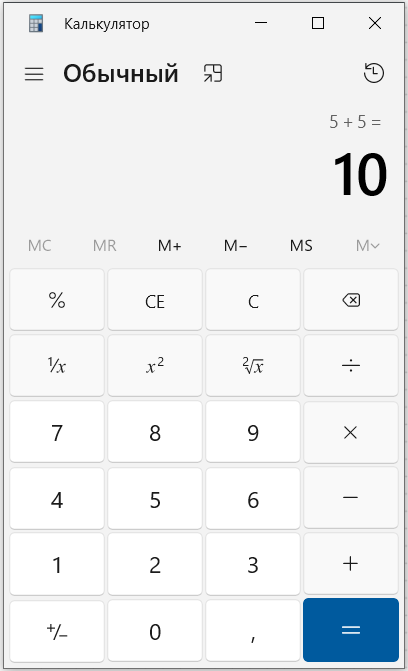 Калькулятор
Обычный
5 + 5 =
10
MC MR M+ M− MS M
% CE C
¹/x x² ²√x ÷
7 8 9 ×
4 5 6 −
1 2 3 +
+/− 0 , =